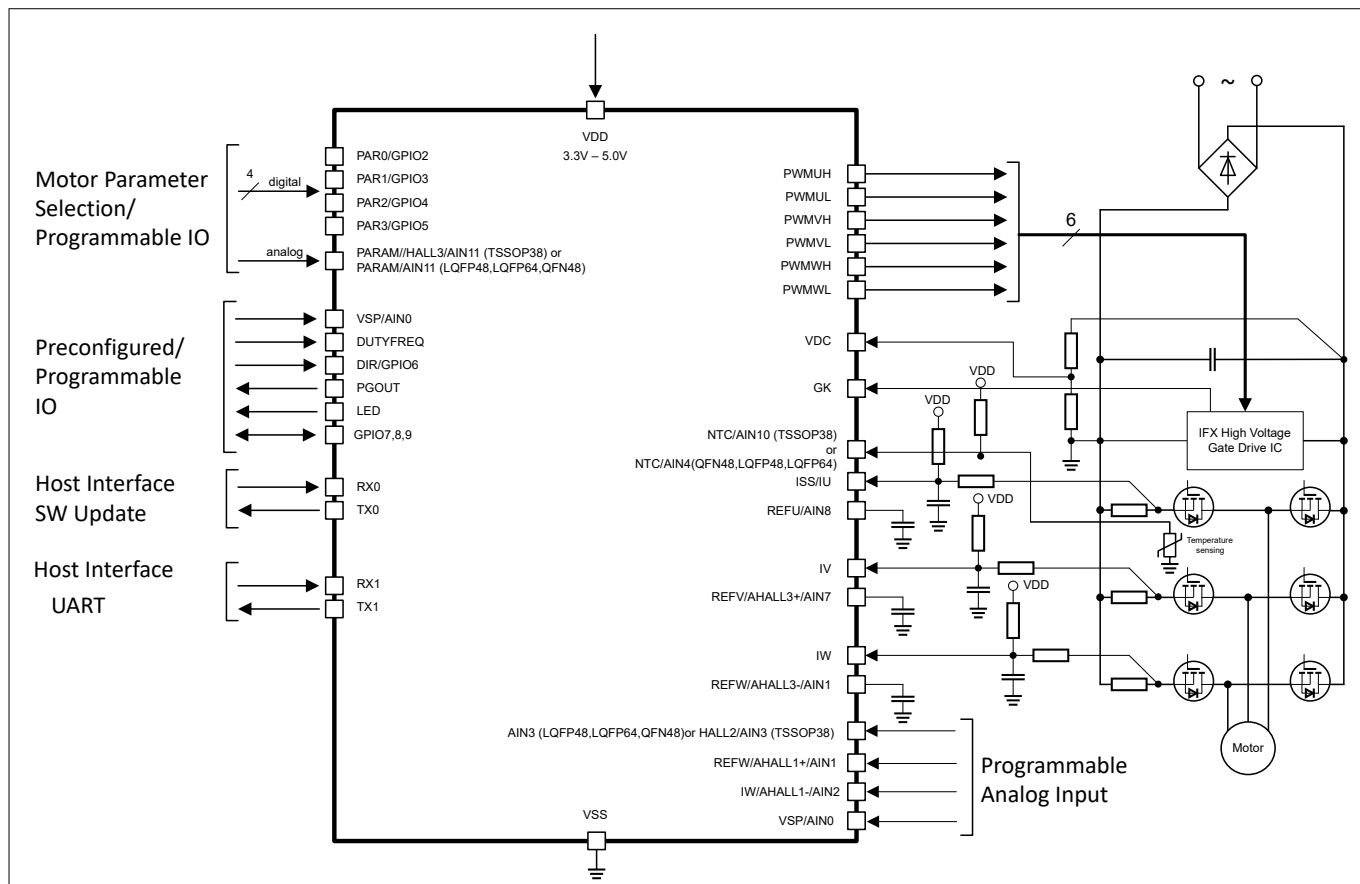 VDD
3.3V – 5.0V
Motor Parameter
Selection/
Programmable IO
4
digital
analog
PAR0/GPIO2
PAR1/GPIO3
PAR2/GPIO4
PAR3/GPIO5
PARAM//HALL3/AIN11 (TSSOP38) or
PARAM/AIN11 (LQFP48,LQFP64,QFN48)
Preconfigured/
Programmable
IO
VSP/AIN0
DUTYFREQ
DIR/GPIO6
PGOUT
LED
GPIO7,8,9
Host Interface
SW Update
RX0
TX0
Host Interface
UART
RX1
TX1
VSS
PWMUH
PWMUL
PWMVH
PWMVL
PWMWH
PWMWL
6
VDC
GK
NTC/AIN10 (TSSOP38)
or
NTC/AIN4(QFN48,LQFP48,LQFP64)
ISS/IU
REFU/AIN8
IV
REFV/AHALL3+/AIN7
IW
REFW/AHALL3-/AIN1
AIN3 (LQFP48,LQFP64,QFN48)or HALL2/AIN3 (TSSOP38)
REFW/AHALL1+/AIN1
IW/AHALL1-/AIN2
VSP/AIN0
Programmable
Analog Input
VDD
VDD
VDD
VDD
~
IFX High Voltage
Gate Drive IC
Temperature
sensing
Motor